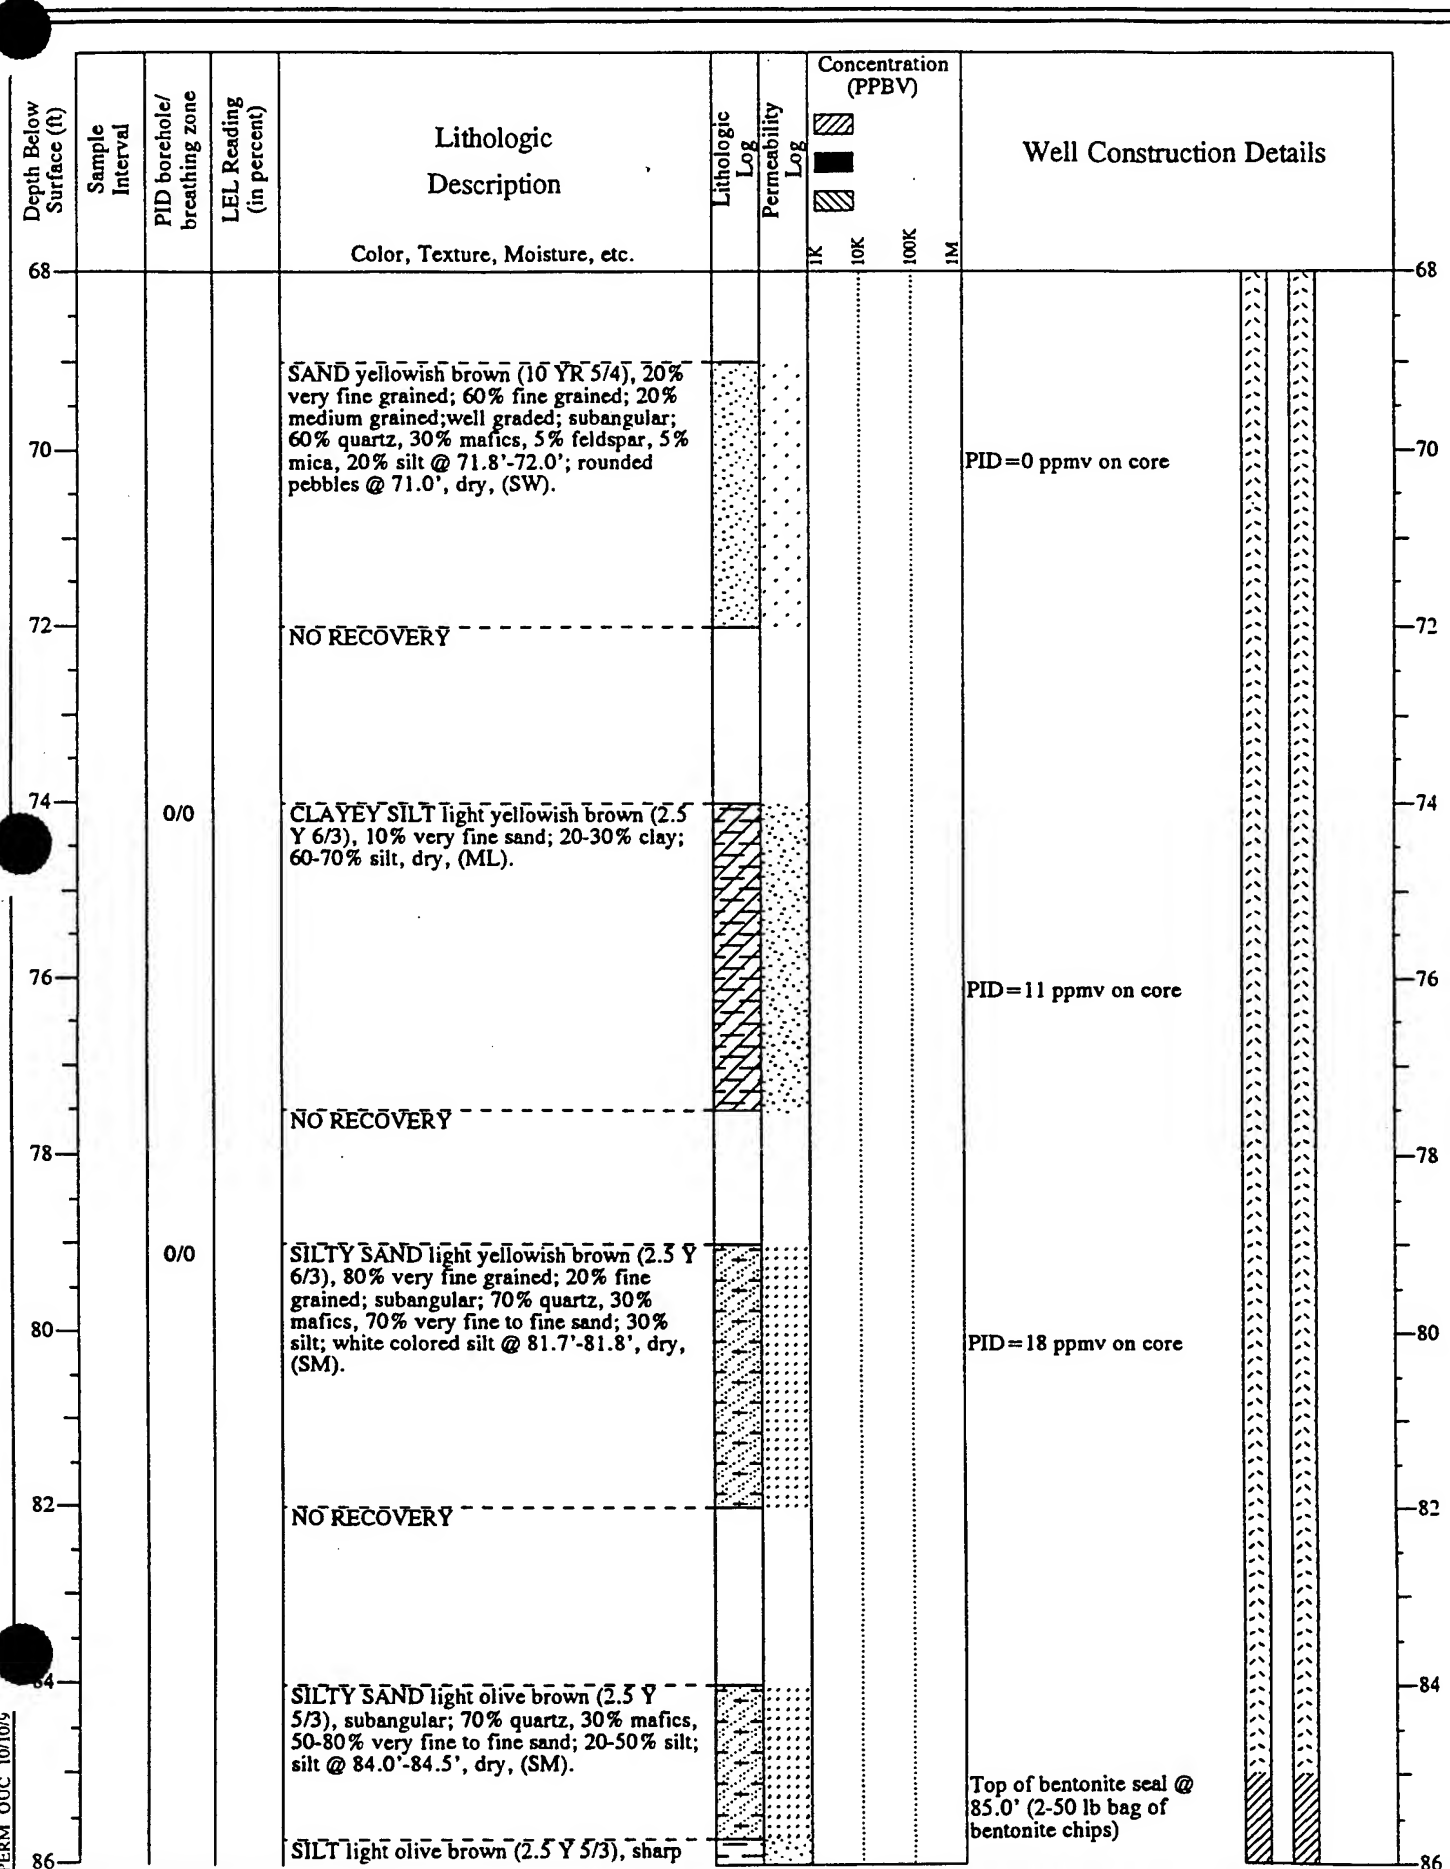 Depth Below
Surface (ft)
Sample
Interval
PID borehole/
breathing zone
LEL Reading
(in percent)
Lithologic
Description
Color, Texture, Moisture, etc.
Lithologic
Log
Permeability
Log
Concentration
(PPBV)
1K
10K
100K
1M
Well Construction Details
68
68
SAND yellowish brown (10 YR 5/4), 20%
very fine grained; 60% fine grained; 20%
medium grained;well graded; subangular;
60% quartz, 30% mafics, 5% feldspar, 5%
mica, 20% silt @ 71.8'-72.0'; rounded
pebbles @ 71.0', dry, (SW).
70
PID=0 ppmv on core
70
72
NO RECOVERY
72
74
0/0
CLAYEY SILT light yellowish brown (2.5
Y 6/3), 10% very fine sand; 20-30% clay;
60-70% silt, dry, (ML).
74
76
PID=11 ppmv on core
76
NO RECOVERY
78
78
0/0
SILTY SAND light yellowish brown (2.5 Y
6/3), 80% very fine grained; 20% fine
grained; subangular; 70% quartz, 30%
mafics, 70% very fine to fine sand; 30%
silt; white colored silt @ 81.7'-81.8', dry,
(SM).
80
PID=18 ppmv on core
80
82
NO RECOVERY
82
84
SILTY SAND light olive brown (2.5 Y
5/3), subangular; 70% quartz, 30% mafics,
50-80% very fine to fine sand; 20-50% silt;
silt @ 84.0'-84.5', dry, (SM).
84
Top of bentonite seal @
85.0' (2-50 lb bag of
bentonite chips)
SILT light olive brown (2.5 Y 5/3), sharp
86
86
PERM OUC 10/10/9